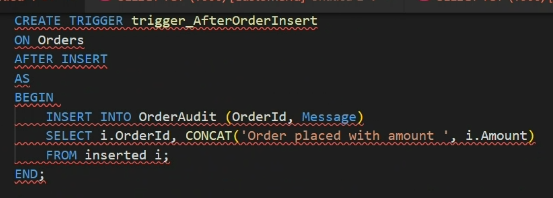 CREATE TRIGGER trigger_AfterOrderInsert
ON Orders
AFTER INSERT
AS
BEGIN
    INSERT INTO OrderAudit (OrderId, Message)
    SELECT i.OrderId, CONCAT('Order placed with amount ', i.Amount)
    FROM inserted i;
END;